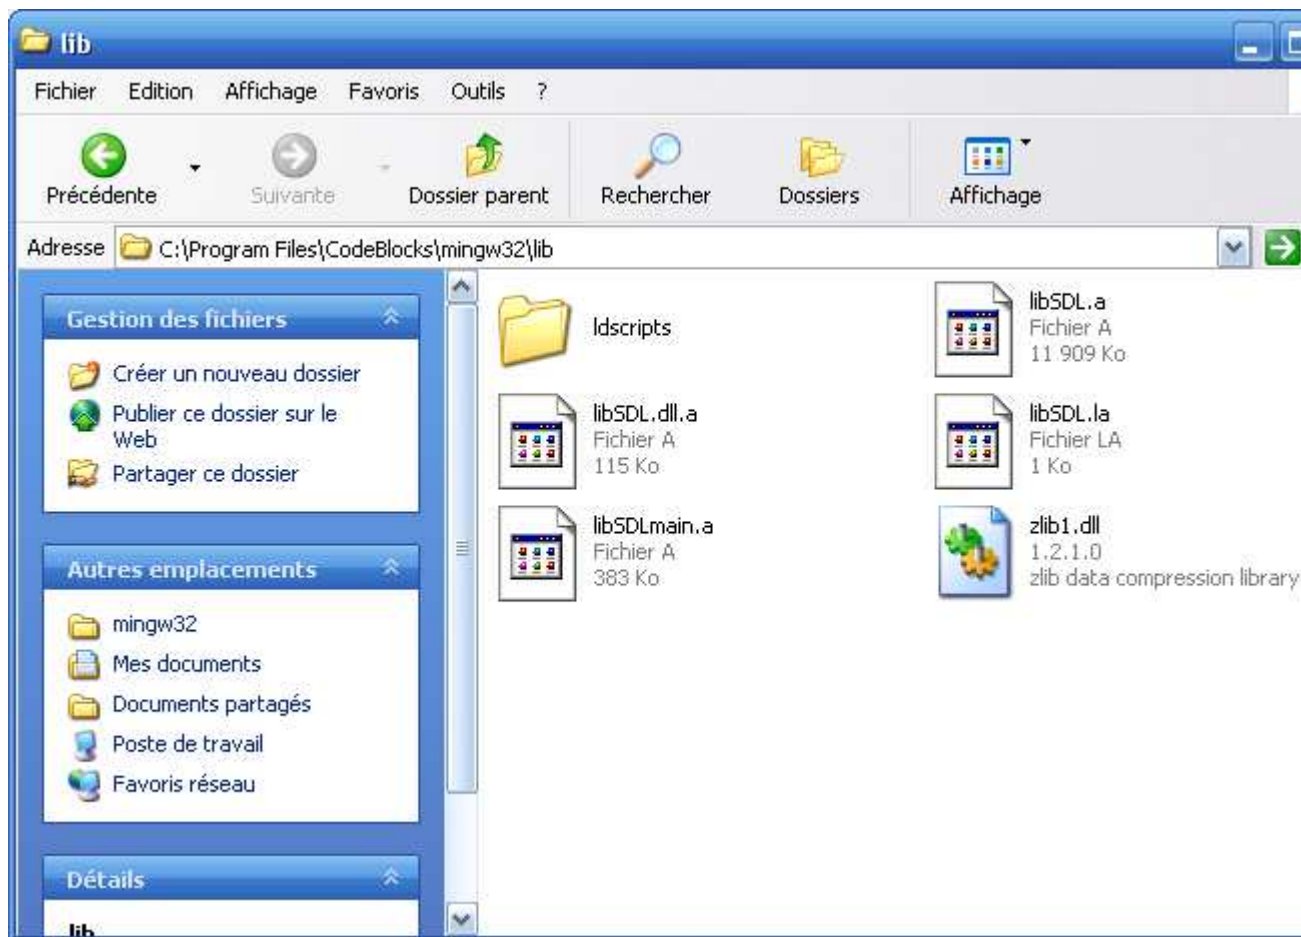 lib
Fichier Edition Affichage Favoris Outils ?
Précédente Suivante Dossier parent Rechercher Dossiers Affichage
Adresse C:\Program Files\CodeBlocks\mingw32\lib
Gestion des fichiers
Créer un nouveau dossier
Publier ce dossier sur le
Web
Partager ce dossier
Autres emplacements
mingw32
Mes documents
Documents partagés
Poste de travail
Favoris réseau
Détails
lib
ldscripts
libSDL.a
Fichier A
11 909 Ko
libSDL.dll.a
Fichier A
115 Ko
libSDL.la
Fichier LA
1 Ko
libSDLmain.a
Fichier A
383 Ko
zlib1.dll
1.2.1.0
zlib data compression library